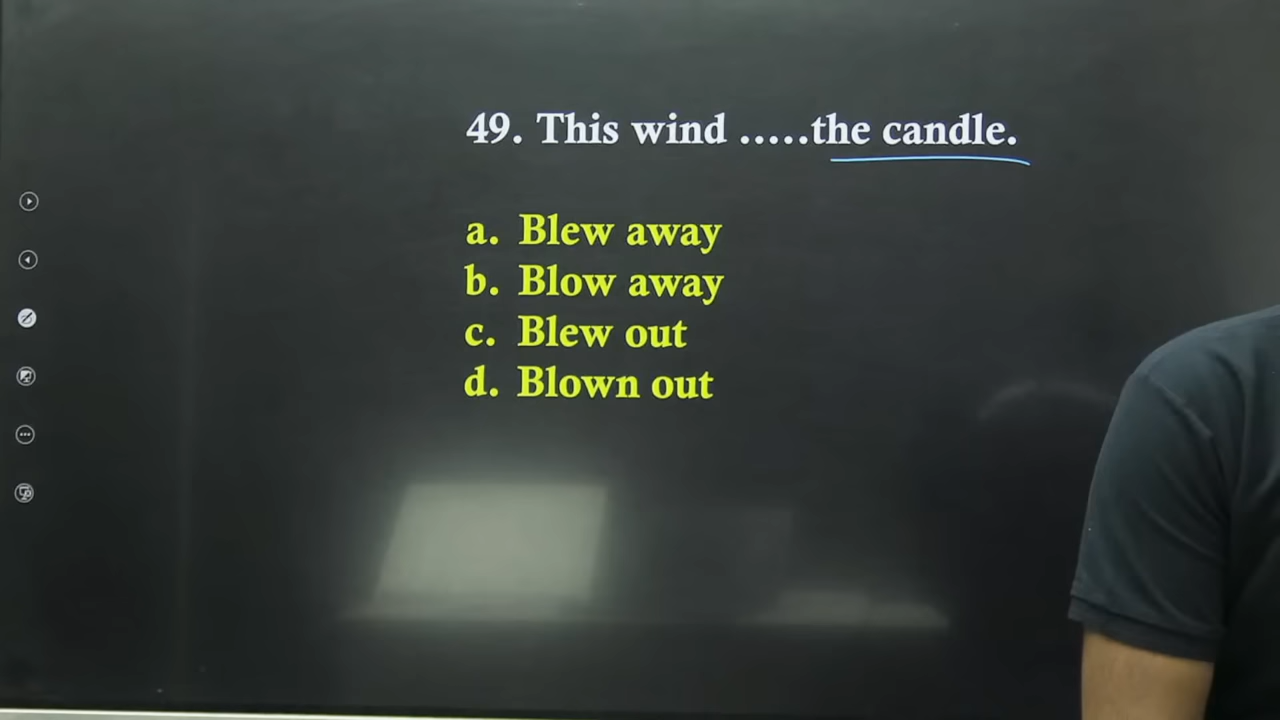 49. This wind .....the candle.
a. Blew away
b. Blow away
c. Blew out
d. Blown out